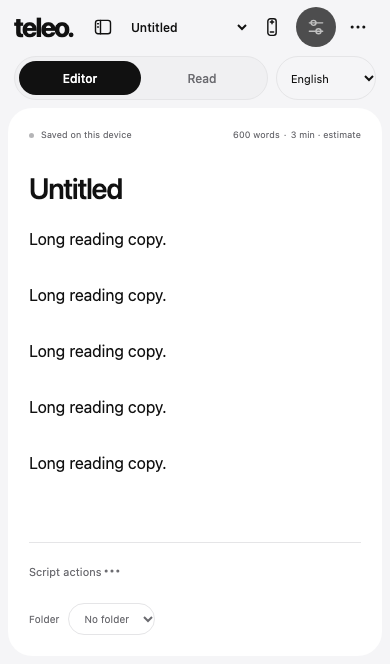 teleo.
Untitled
Editor
Read
English
Saved on this device
600 words · 3 min · estimate
Untitled
Long reading copy.
Long reading copy.
Long reading copy.
Long reading copy.
Long reading copy.
Script actions •••
Folder
No folder